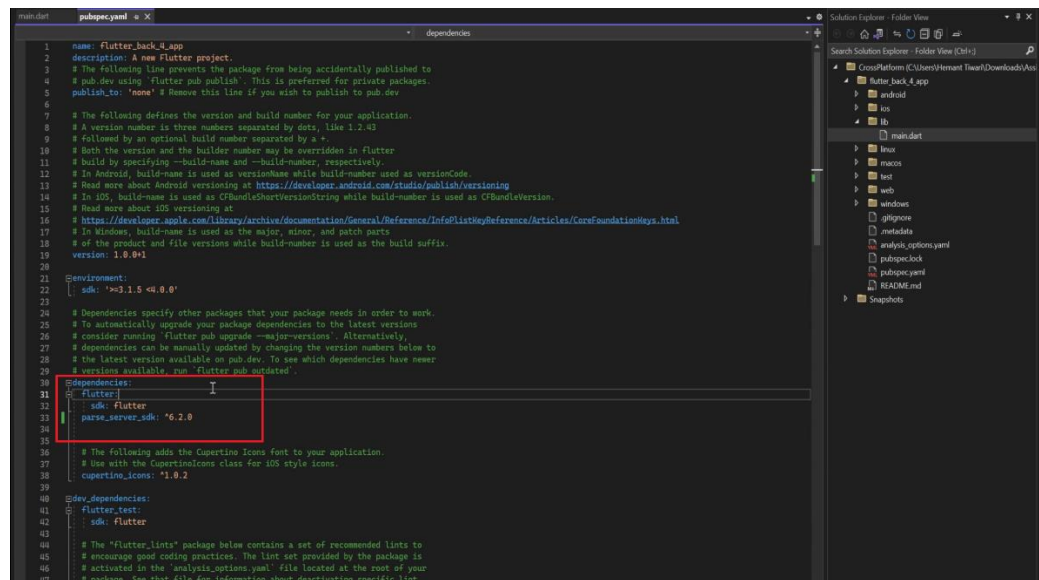 main.dart
pubspec.yaml
dependencies
1 name: flutter_back_4_app
2 description: A new Flutter project.
3 # The following line prevents the package from being accidentally published to
4 # pub.dev using `flutter pub publish`. This is preferred for private packages.
5 publish_to: 'none' # Remove this line if you wish to publish to pub.dev
6
7 # The following defines the version and build number for your application.
8 # A version number is three numbers separated by dots, like 1.2.43
9 # followed by an optional build number separated by a +.
10 # Both the version and the builder number may be overridden in flutter
11 # build by specifying --build-name and --build-number, respectively.
12 # In Android, build-name is used as versionName while build-number used as versionCode.
13 # Read more about Android versioning at https://developer.android.com/studio/publish/versioning
14 # In iOS, build-name is used as CFBundleShortVersionString while build-number is used as CFBundleVersion.
15 # Read more about iOS versioning at
16 # https://developer.apple.com/library/archive/documentation/General/Reference/InfoPlistKeyReference/Articles/CoreFoundationKeys.html
17 # In Windows, build-name is used as the major, minor, and patch parts
18 # of the product and file versions while build-number is used as the build suffix.
19 version: 1.0.0+1
20
21 environment:
22 sdk: '>=3.1.5 <4.0.0'
23
24 # Dependencies specify other packages that your package needs in order to work.
25 # To automatically upgrade your package dependencies to the latest versions
26 # consider running `flutter pub upgrade --major-versions`. Alternatively,
27 # dependencies can be manually updated by changing the version numbers below to
28 # the latest version available on pub.dev. To see which dependencies have newer
29 # versions available, run `flutter pub outdated`.
30 dependencies:
31 flutter:
32 sdk: flutter
33 parse_server_sdk: ^6.2.0
34
35
36 # The following adds the Cupertino Icons font to your application.
37 # Use with the CupertinoIcons class for iOS style icons.
38 cupertino_icons: ^1.0.2
39
40 dev_dependencies:
41 flutter_test:
42 sdk: flutter
43
44 # The "flutter_lints" package below contains a set of recommended lints to
45 # encourage good coding practices. The lint set provided by the package is
46 # activated in the `analysis_options.yaml` file located at the root of your
47 # package. See that file for information about deactivating specific lint
Solution Explorer - Folder View
Search Solution Explorer - Folder View (Ctrl+;)
CrossPlatform (C:\Users\Hemant Tiwari\Downloads\Assi
flutter_back_4_app
android
ios
lib
main.dart
linux
macos
test
web
windows
.gitignore
.metadata
analysis_options.yaml
pubspec.lock
pubspec.yaml
README.md
Snapshots